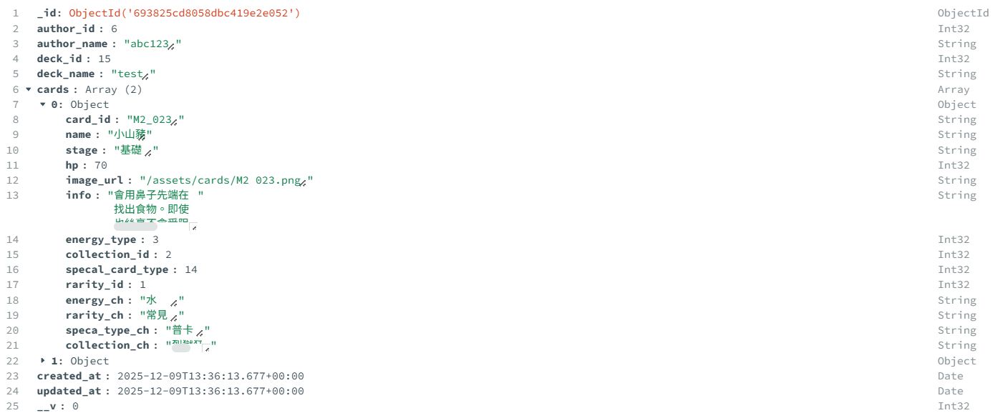 1 _id: ObjectId('693825cd8058dbc419e2e052') ObjectId
2 author_id : 6 Int32
3 author_name : "abc123" String
4 deck_id : 15 Int32
5 deck_name : "test" String
6 cards : Array (2) Array
7 0: Object Object
8 card_id : "M2_023" String
9 name : "小山豬" String
10 stage : "基礎" String
11 hp : 70 Int32
12 image_url : "/assets/cards/M2 023.png" String
13 info : "會用鼻子先端在 " String
找出食物。即使
14 energy_type : 3 Int32
15 collection_id : 2 Int32
16 specal_card_type : 14 Int32
17 rarity_id : 1 Int32
18 energy_ch : "水" String
19 rarity_ch : "常見" String
20 speca_type_ch : "普卡" String
21 collection_ch : String
22 1: Object Object
23 created_at : 2025-12-09T13:36:13.677+00:00 Date
24 updated_at : 2025-12-09T13:36:13.677+00:00 Date
25 __v : 0 Int32